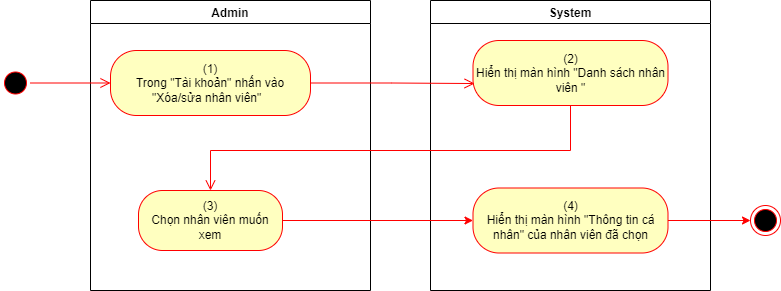 Admin
System
(1)
Trong "Tài khoản" nhấn vào
"Xóa/sửa nhân viên"
(2)
Hiển thị màn hình "Danh sách nhân
viên "
(3)
Chọn nhân viên muốn
xem
(4)
Hiển thị màn hình "Thông tin cá
nhân" của nhân viên đã chọn